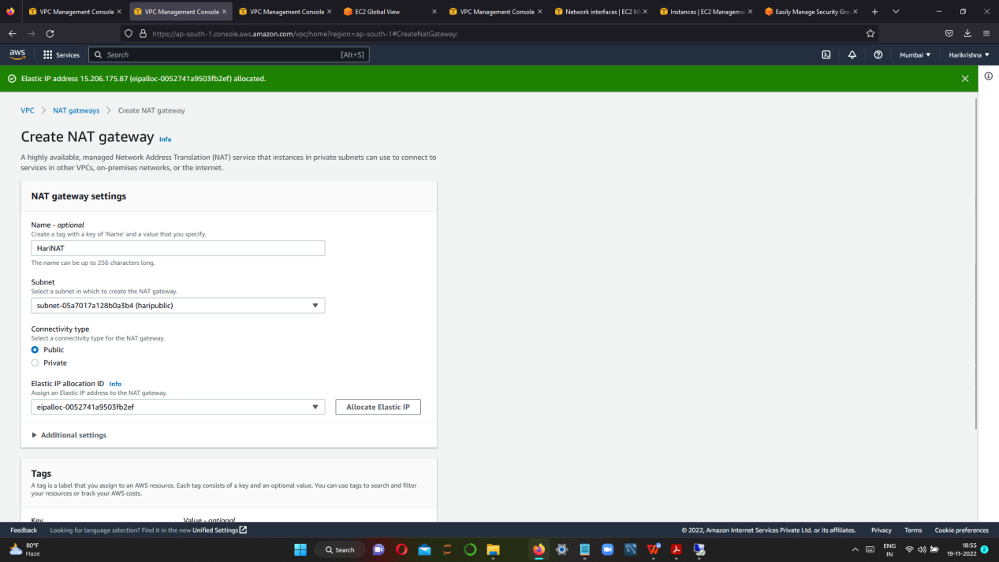 VPC Management Console
VPC Management Console
VPC Management Console
EC2 Global View
VPC Management Console
Network interfaces | EC2 M
Instances | EC2 Manageme
Easily Manage Security Gro
https://ap-south-1.console.aws.amazon.com/vpc/home?region=ap-south-1#CreateNatGateway:
aws
Services
Search
[Alt+S]
Mumbai
Harikrishna
Elastic IP address 15.206.175.87 (eipalloc-0052741a9503fb2ef) allocated.
VPC
NAT gateways
Create NAT gateway
Create NAT gateway Info
A highly available, managed Network Address Translation (NAT) service that instances in private subnets can use to connect to
services in other VPCs, on-premises networks, or the internet.
NAT gateway settings
Name - optional
Create a tag with a key of 'Name' and a value that you specify.
HariNAT
The name can be up to 256 characters long.
Subnet
Select a subnet in which to create the NAT gateway.
subnet-05a7017a128b0a3b4 (haripublic)
Connectivity type
Select a connectivity type for the NAT gateway.
Public
Private
Elastic IP allocation ID Info
Assign an Elastic IP address to the NAT gateway.
eipalloc-0052741a9503fb2ef
Allocate Elastic IP
Additional settings
Tags
A tag is a label that you assign to an AWS resource. Each tag consists of a key and an optional value. You can use tags to search and filter
your resources or track your AWS costs.
Key
Value - optional
Feedback
Looking for language selection? Find it in the new Unified Settings
© 2022, Amazon Internet Services Private Ltd. or its affiliates.
Privacy
Terms
Cookie preferences
80°F
Haze
Search
ENG
IN
18:55
19-11-2022
2